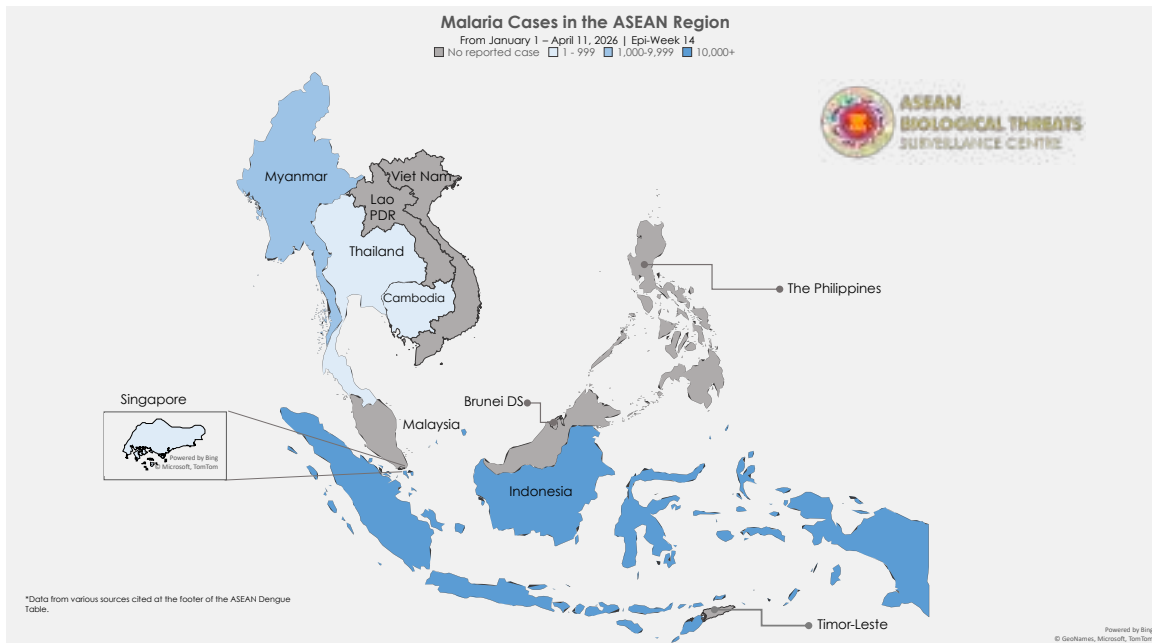 Malaria Cases in the ASEAN Region
From January 1 – April 11, 2026 | Epi-Week 14
No reported case 1 - 999 1,000-9,999 10,000+
ASEAN
BIOLOGICAL THREATS
SURVEILLANCE CENTRE
Myanmar
Viet Nam
Lao
PDR
Thailand
Cambodia
The Philippines
Singapore
Brunei DS
Malaysia
Powered by Bing
© Microsoft, TomTom
Indonesia
*Data from various sources cited at the footer of the ASEAN Dengue
Table.
Timor-Leste
Powered by Bing
© GeoNames, Microsoft, TomTom